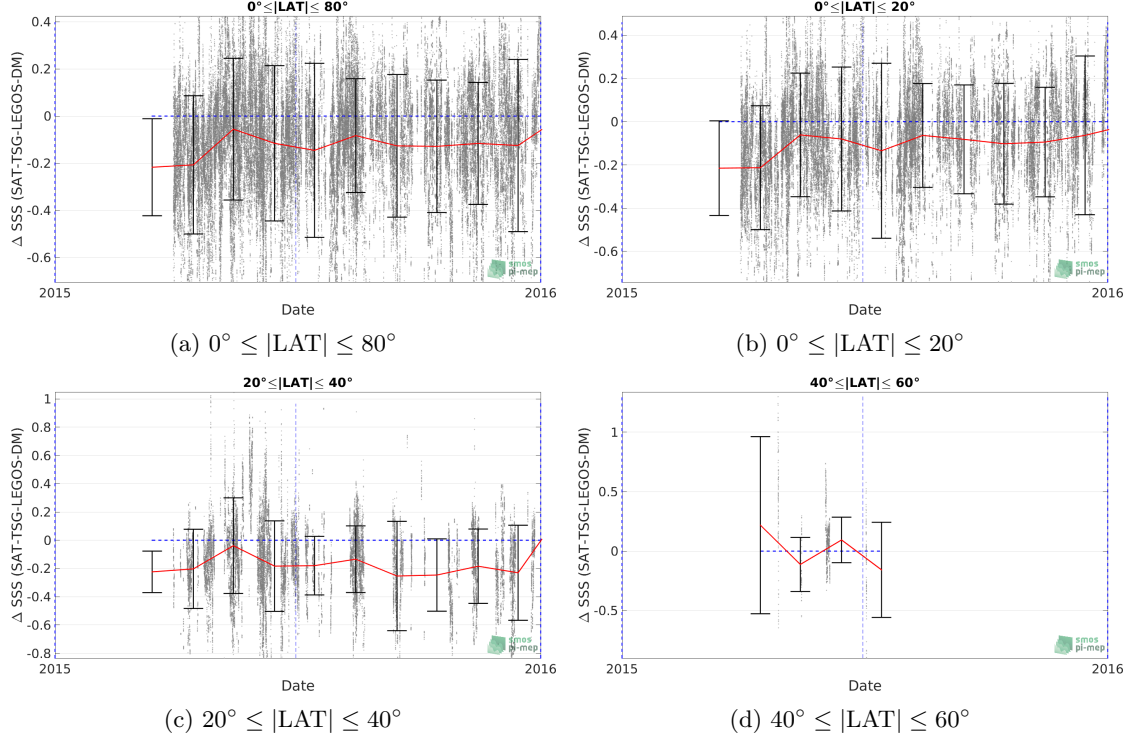 0°≤|LAT|≤ 80°
Δ SSS (SAT-TSG-LEGOS-DM)
0.4
0.2
0
-0.2
-0.4
-0.6
2015
2016
Date
smos
pi-mep
(a) 0° ≤ |LAT| ≤ 80°
0°≤|LAT|≤ 20°
Δ SSS (SAT-TSG-LEGOS-DM)
0.4
0.2
0
-0.2
-0.4
-0.6
2015
2016
Date
smos
pi-mep
(b) 0° ≤ |LAT| ≤ 20°
20°≤|LAT|≤ 40°
Δ SSS (SAT-TSG-LEGOS-DM)
1
0.8
0.6
0.4
0.2
0
-0.2
-0.4
-0.6
-0.8
2015
2016
Date
smos
pi-mep
(c) 20° ≤ |LAT| ≤ 40°
40°≤|LAT|≤ 60°
Δ SSS (SAT-TSG-LEGOS-DM)
1
0.5
0
-0.5
2015
2016
Date
smos
pi-mep
(d) 40° ≤ |LAT| ≤ 60°